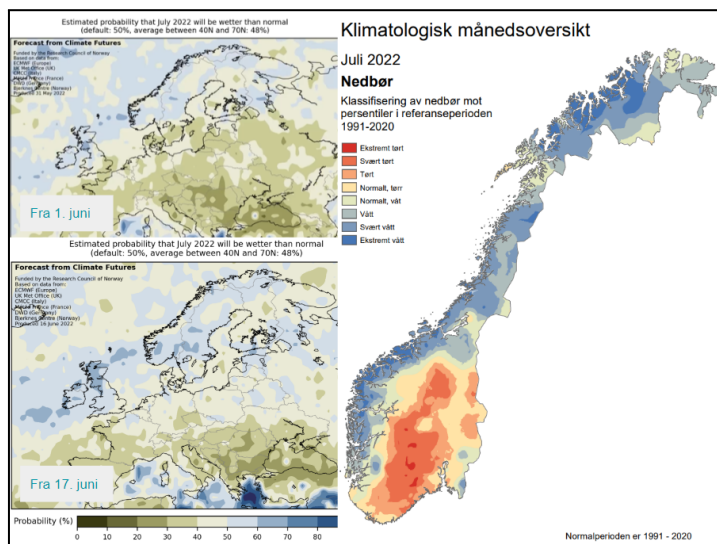 Estimated probability that July 2022 will be wetter than normal
(default: 50%, average between 40N and 70N: 48%)
Forecast from Climate Futures
Funded by the Research Council of Norway
Based on data from:
ECMWF (Europe)
UK Met Office (UK)
CMCC (Italy)
Météo France (France)
DWD (Germany)
Bjerknes Centre (Norway)
Produced 31 May 2022
Fra 1. juni
Estimated probability that July 2022 will be wetter than normal
(default: 50%, average between 40N and 70N: 48%)
Forecast from Climate Futures
Funded by the Research Council of Norway
Based on data from:
ECMWF (Europe)
UK Met Office (UK)
CMCC (Italy)
Météo France (France)
DWD (Germany)
Bjerknes Centre (Norway)
Produced 16 June 2022
Fra 17. juni
Probability (%)
0 10 20 30 40 50 60 70 80
Klimatologisk månedsoversikt
Juli 2022
Nedbør
Klassifisering av nedbør mot
persentiler i referanseperioden
1991-2020
Ekstremt tørt
Svært tørt
Tørt
Normalt, tørr
Normalt, våt
Vått
Svært vått
Ekstremt vått
Normalperioden er 1991 - 2020